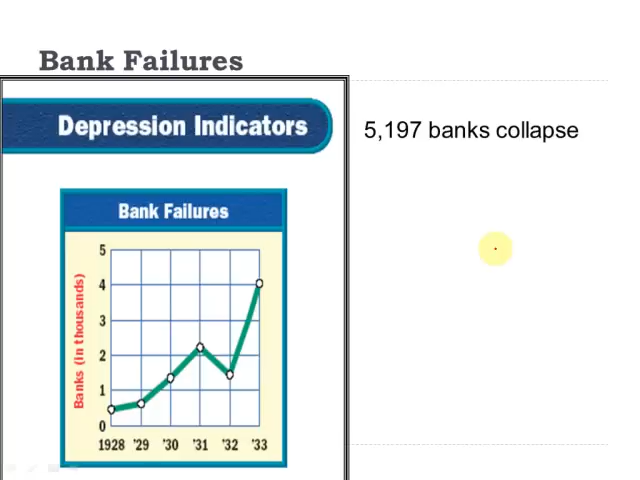 Bank Failures
Depression Indicators
5,197 banks collapse
Bank Failures
Banks (in thousands)
5
4
3
2
1
0
1928 '29 '30 '31 '32 '33